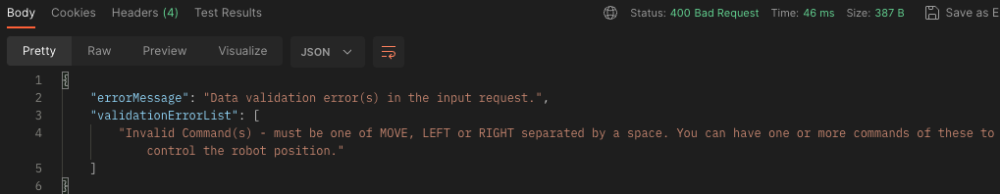 Body Cookies Headers (4) Test Results Status: 400 Bad Request Time: 46 ms Size: 387 B Save as E
Pretty Raw Preview Visualize JSON
1 {
2 "errorMessage": "Data validation error(s) in the input request.",
3 "validationErrorList": [
4 "Invalid Command(s) - must be one of MOVE, LEFT or RIGHT separated by a space. You can have one or more commands of these to
control the robot position."
5 ]
6 }